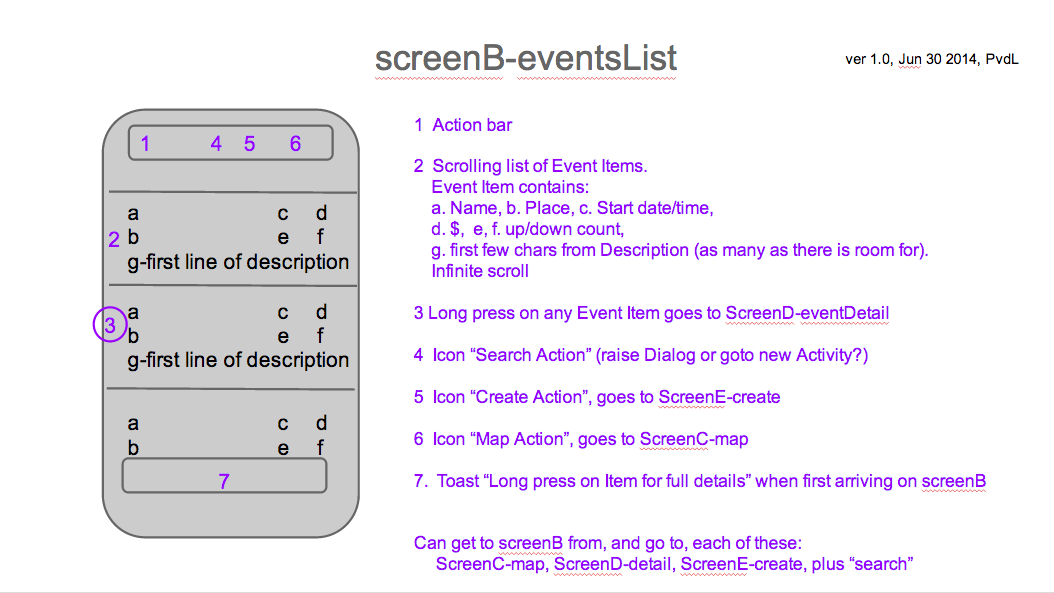 screenB-eventsList
ver 1.0, Jun 30 2014, PvdL
1 4 5 6
a c d
2 b e f
g-first line of description
3 a c d
b e f
g-first line of description
a c d
b e f
7
1  Action bar
2  Scrolling list of Event Items.
Event Item contains:
a. Name, b. Place, c. Start date/time,
d. $,  e, f. up/down count,
g. first few chars from Description (as many as there is room for).
Infinite scroll
3 Long press on any Event Item goes to ScreenD-eventDetail
4  Icon “Search Action” (raise Dialog or goto new Activity?)
5  Icon “Create Action”, goes to ScreenE-create
6  Icon “Map Action”, goes to ScreenC-map
7.  Toast “Long press on Item for full details” when first arriving on screenB
Can get to screenB from, and go to, each of these:
ScreenC-map, ScreenD-detail, ScreenE-create, plus “search”